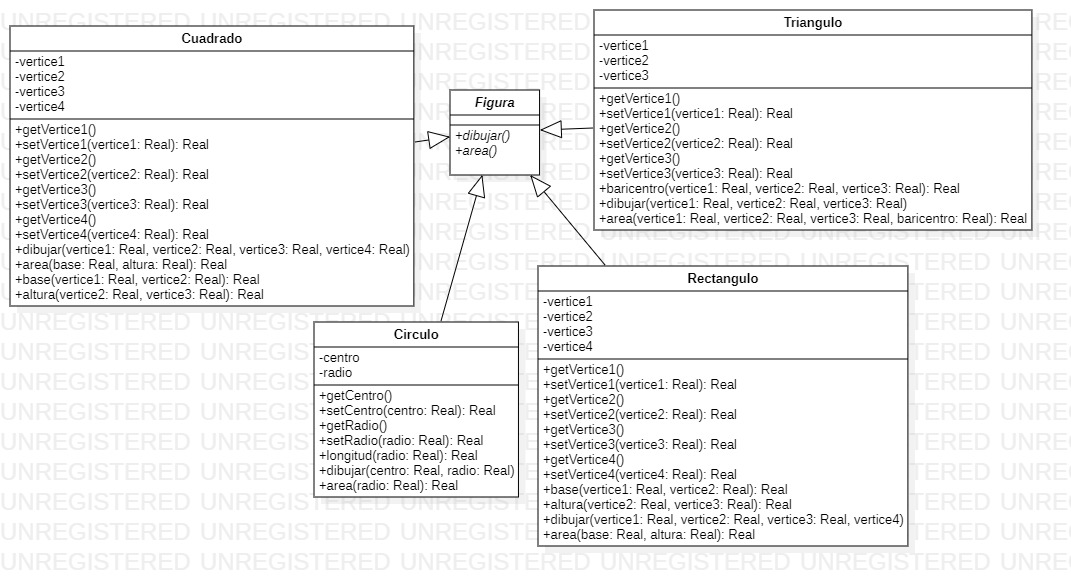 Cuadrado
-vertice1
-vertice2
-vertice3
-vertice4
+getVertice1()
+setVertice1(vertice1: Real): Real
+getVertice2()
+setVertice2(vertice2: Real): Real
+getVertice3()
+setVertice3(vertice3: Real): Real
+getVertice4()
+setVertice4(vertice4: Real): Real
+dibujar(vertice1: Real, vertice2: Real, vertice3: Real, vertice4: Real)
+area(base: Real, altura: Real): Real
+base(vertice1: Real, vertice2: Real): Real
+altura(vertice2: Real, vertice3: Real): Real
Figura
+dibujar()
+area()
Triangulo
-vertice1
-vertice2
-vertice3
+getVertice1()
+setVertice1(vertice1: Real): Real
+getVertice2()
+setVertice2(vertice2: Real): Real
+getVertice3()
+setVertice3(vertice3: Real): Real
+baricentro(vertice1: Real, vertice2: Real, vertice3: Real): Real
+dibujar(vertice1: Real, vertice2: Real, vertice3: Real)
+area(vertice1: Real, vertice2: Real, vertice3: Real, baricentro: Real): Real
Circulo
-centro
-radio
+getCentro()
+setCentro(centro: Real): Real
+getRadio()
+setRadio(radio: Real): Real
+longitud(radio: Real): Real
+dibujar(centro: Real, radio: Real)
+area(radio: Real): Real
Rectangulo
-vertice1
-vertice2
-vertice3
-vertice4
+getVertice1()
+setVertice1(vertice1: Real): Real
+getVertice2()
+setVertice2(vertice2: Real): Real
+getVertice3()
+setVertice3(vertice3: Real): Real
+getVertice4()
+setVertice4(vertice4: Real): Real
+base(vertice1: Real, vertice2: Real): Real
+altura(vertice2: Real, vertice3: Real): Real
+dibujar(vertice1: Real, vertice2: Real, vertice3: Real, vertice4)
+area(base: Real, altura: Real): Real
UNREGISTERED UNREGISTERED UNREGISTERED UNREGISTERED UNREGISTERED